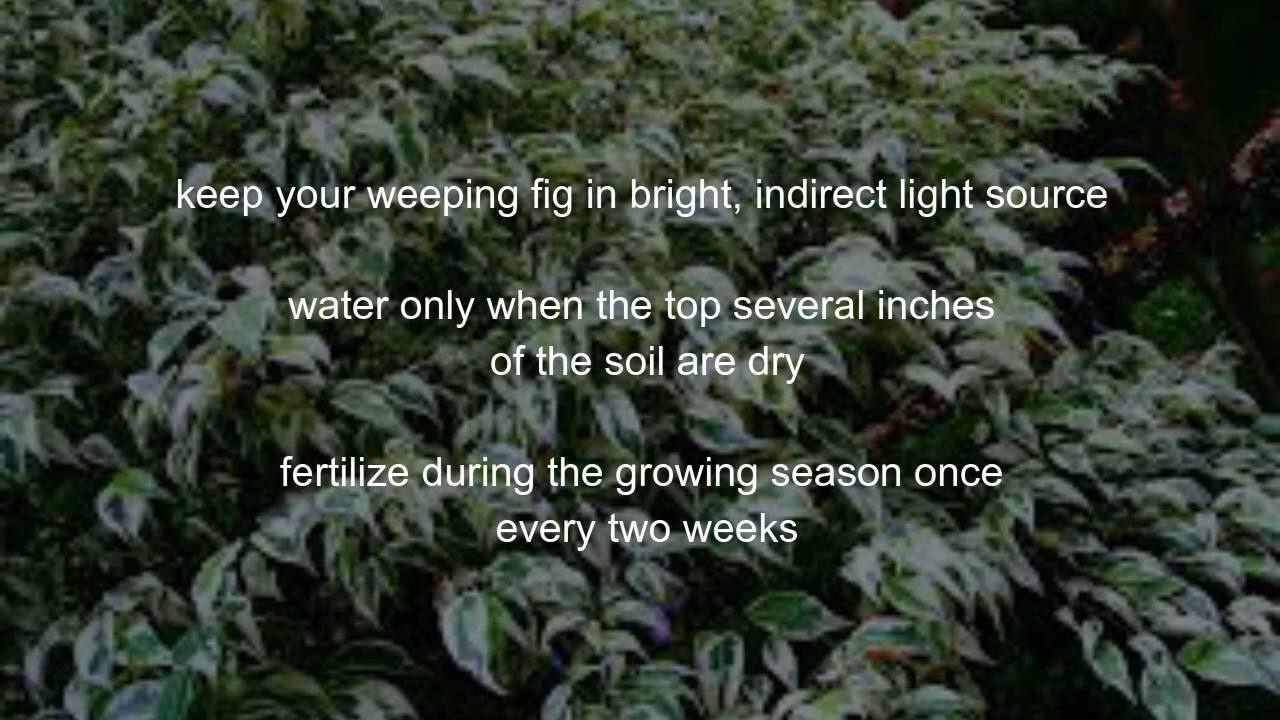 keep your weeping fig in bright, indirect light source
water only when the top several inches
of the soil are dry
fertilize during the growing season once
every two weeks